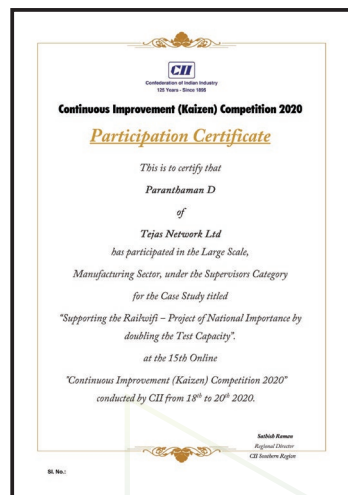 CII
Confederation of Indian Industry
125 Years - Since 1895
Continuous Improvement (Kaizen) Competition 2020
Participation Certificate
This is to certify that
Paranthaman D
of
Tejas Network Ltd
has participated in the Large Scale,
Manufacturing Sector, under the Supervisors Category
for the Case Study titled
"Supporting the Railwifi – Project of National Importance by
doubling the Test Capacity".
at the 15th Online
"Continuous Improvement (Kaizen) Competition 2020"
conducted by CII from 18th to 20th 2020.
Sathish Raman
Regional Director
CII Southern Region
Sl. No.: